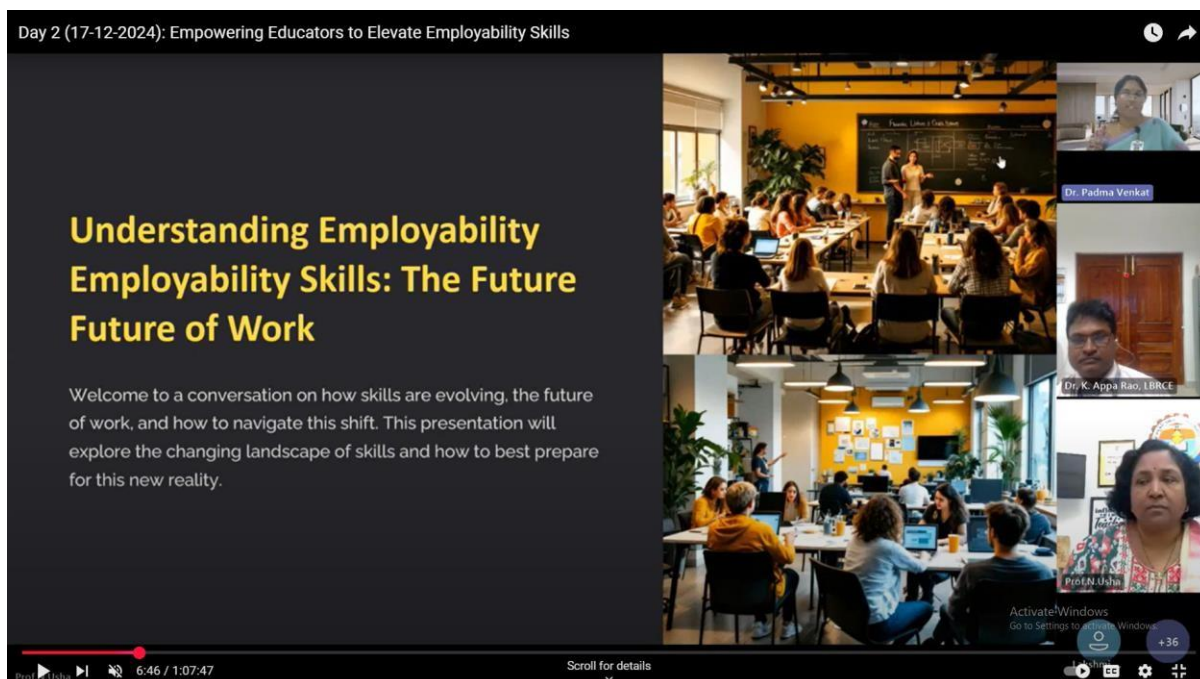 Day 2 (17-12-2024): Empowering Educators to Elevate Employability Skills
Understanding Employability
Employability Skills: The Future
Future of Work
Welcome to a conversation on how skills are evolving, the future
of work, and how to navigate this shift. This presentation will
explore the changing landscape of skills and how to best prepare
for this new reality.
Dr. Padma Venkat
Dr. K. Appa Rao, LBRCE
Prof.N.Usha
Activate Windows
Go to Settings to activate Windows.
+36
Lakshmi
Prof.N.Usha
6:46 / 1:07:47
Scroll for details
CC